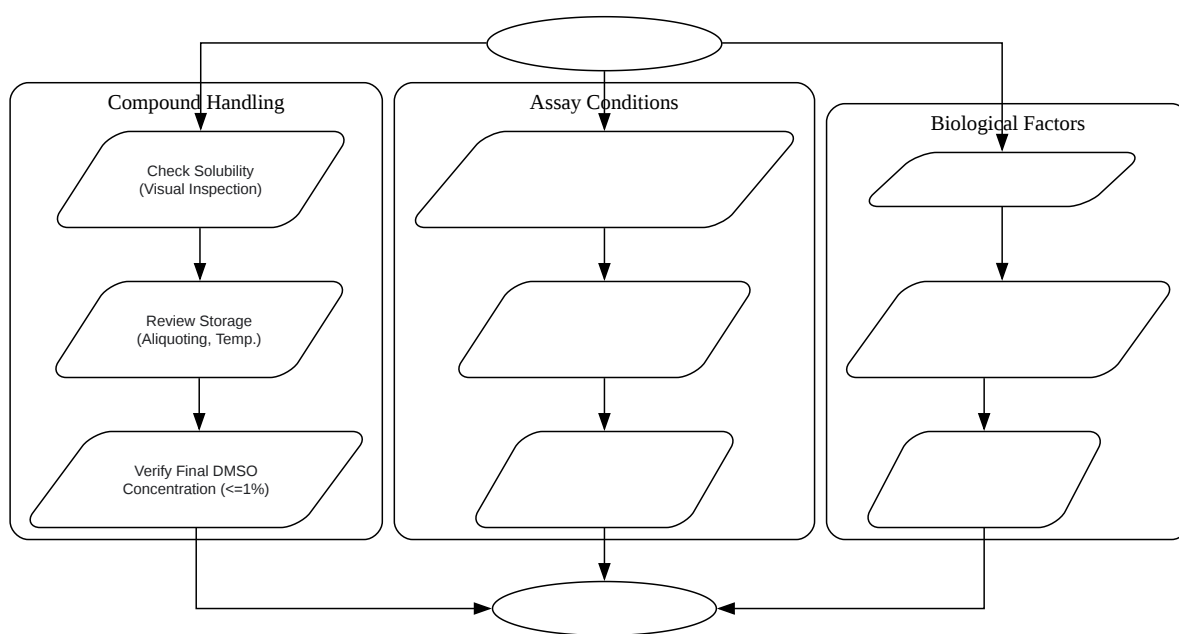 Compound Handling
Check Solubility
(Visual Inspection)
Review Storage
(Aliquoting, Temp.)
Verify Final DMSO
Concentration (<=1%)
Assay Conditions
Biological Factors